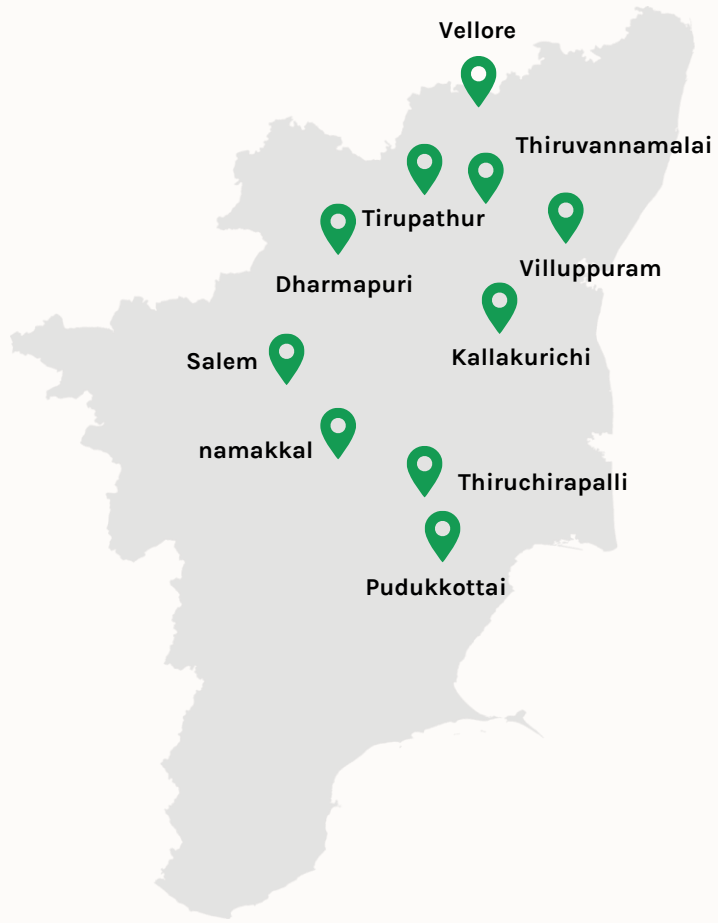 Vellore
Thiruvannamalai
Tirupathur
Villuppuram
Dharmapuri
Kallakurichi
Salem
namakkal
Thiruchirapalli
Pudukkottai